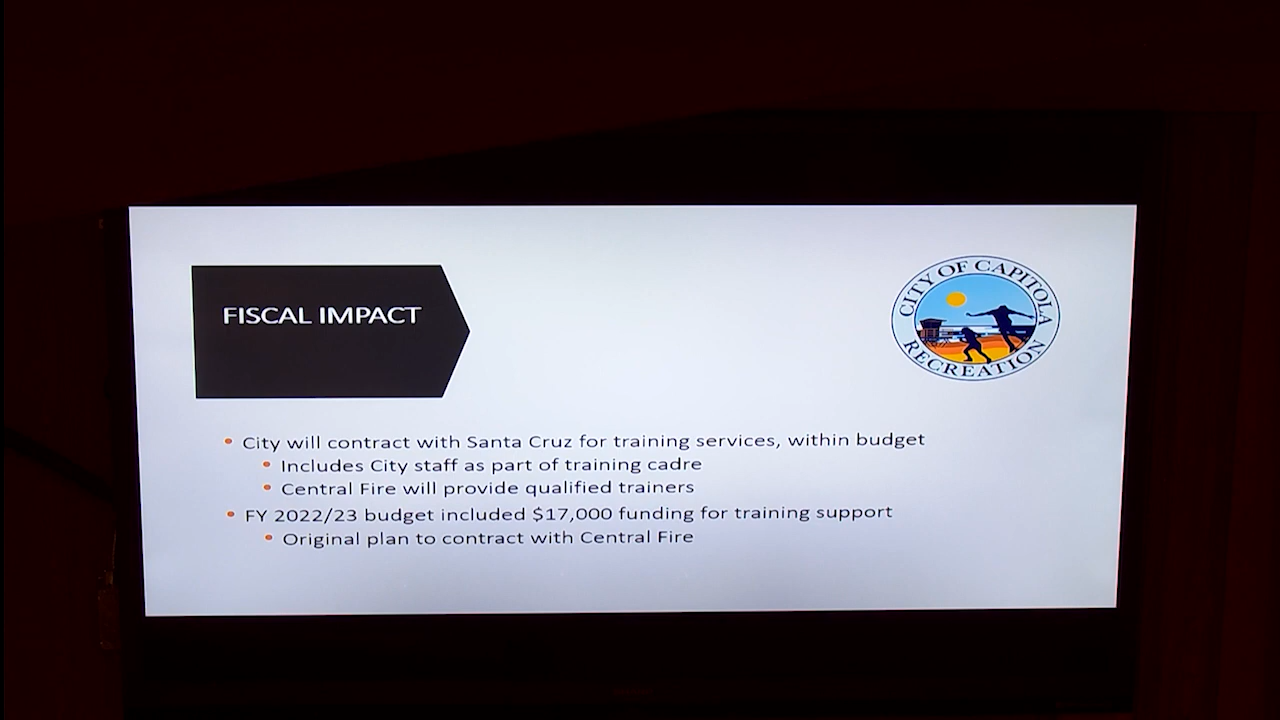 FISCAL IMPACT
CITY OF CAPITOLA
RECREATION
City will contract with Santa Cruz for training services, within budget
Includes City staff as part of training cadre
Central Fire will provide qualified trainers
FY 2022/23 budget included $17,000 funding for training support
Original plan to contract with Central Fire